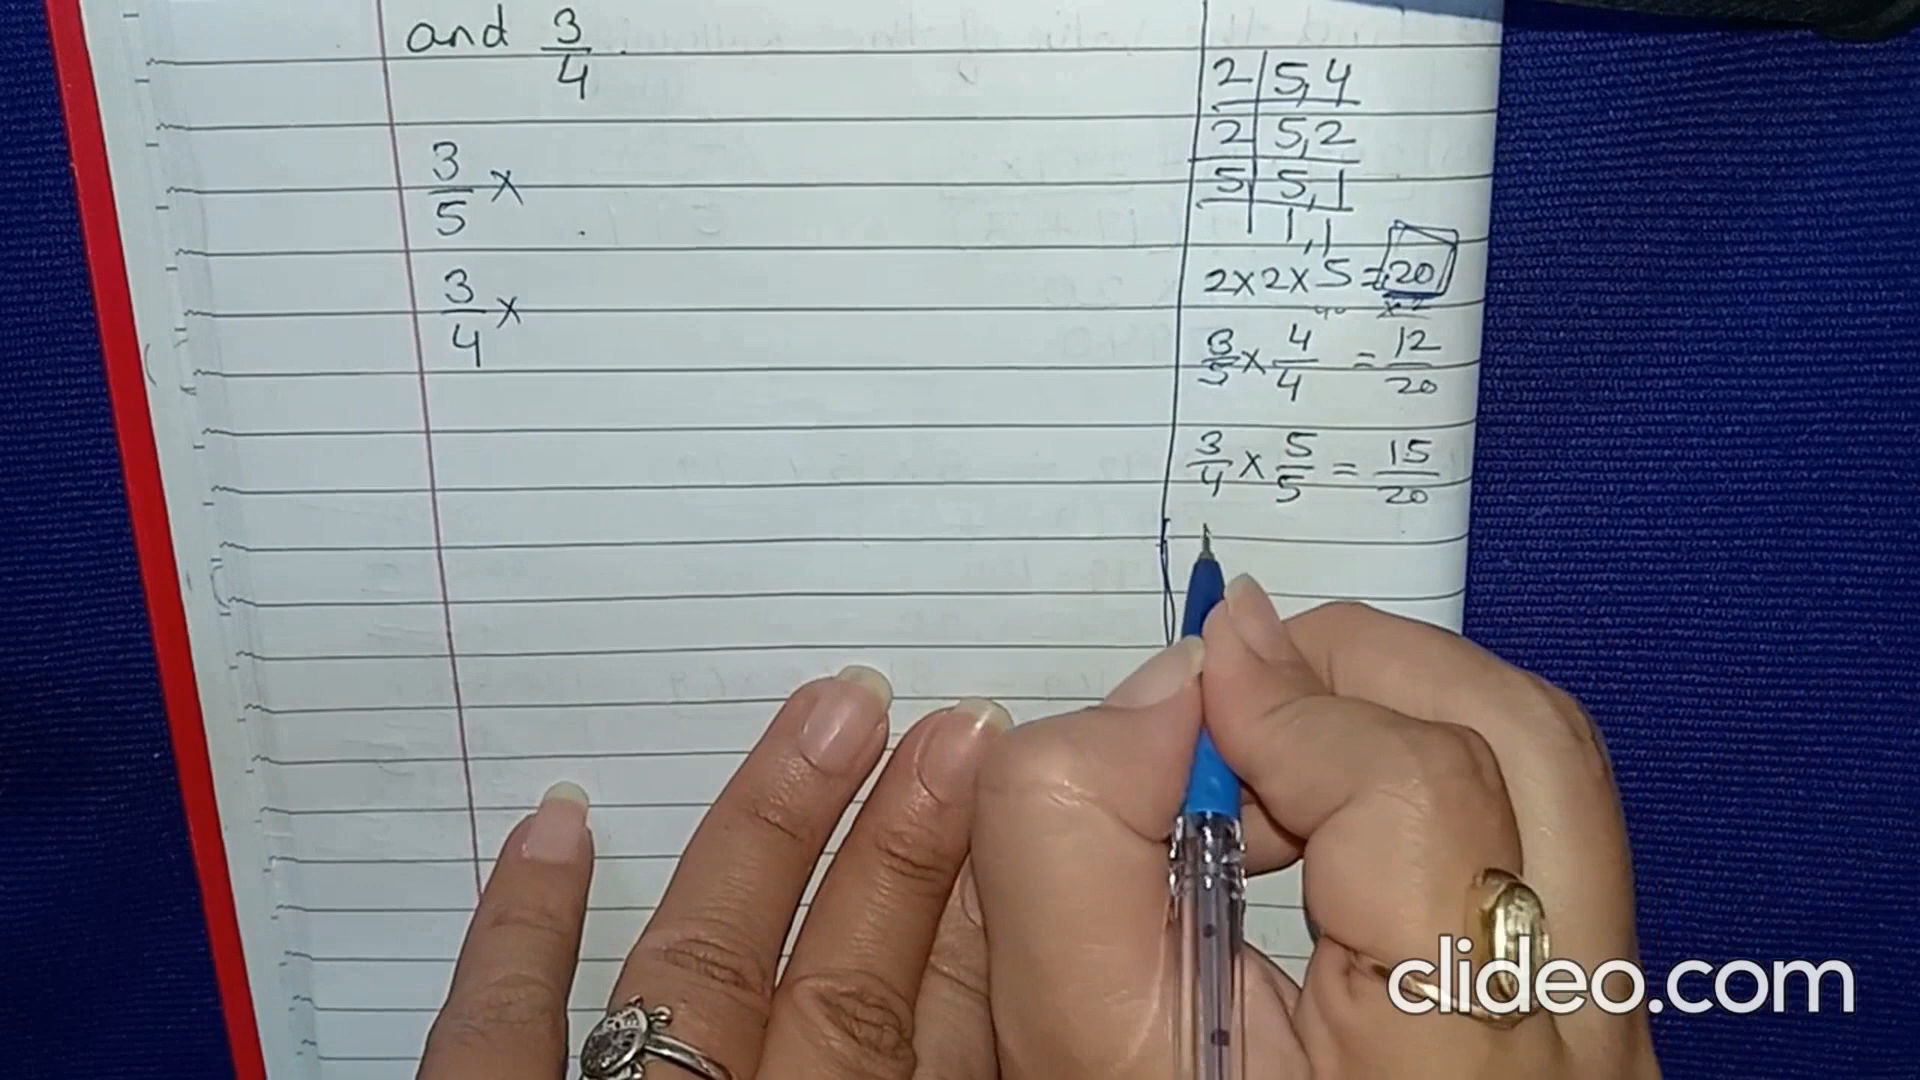 and 3/4.
3/5 ×
3/4 ×
2 | 5, 4
2 | 5, 2
5 | 5, 1
| 1, 1
2×2×5 = 20
3/5 × 4/4 = 12/20
3/4 × 5/5 = 15/20
clideo.com